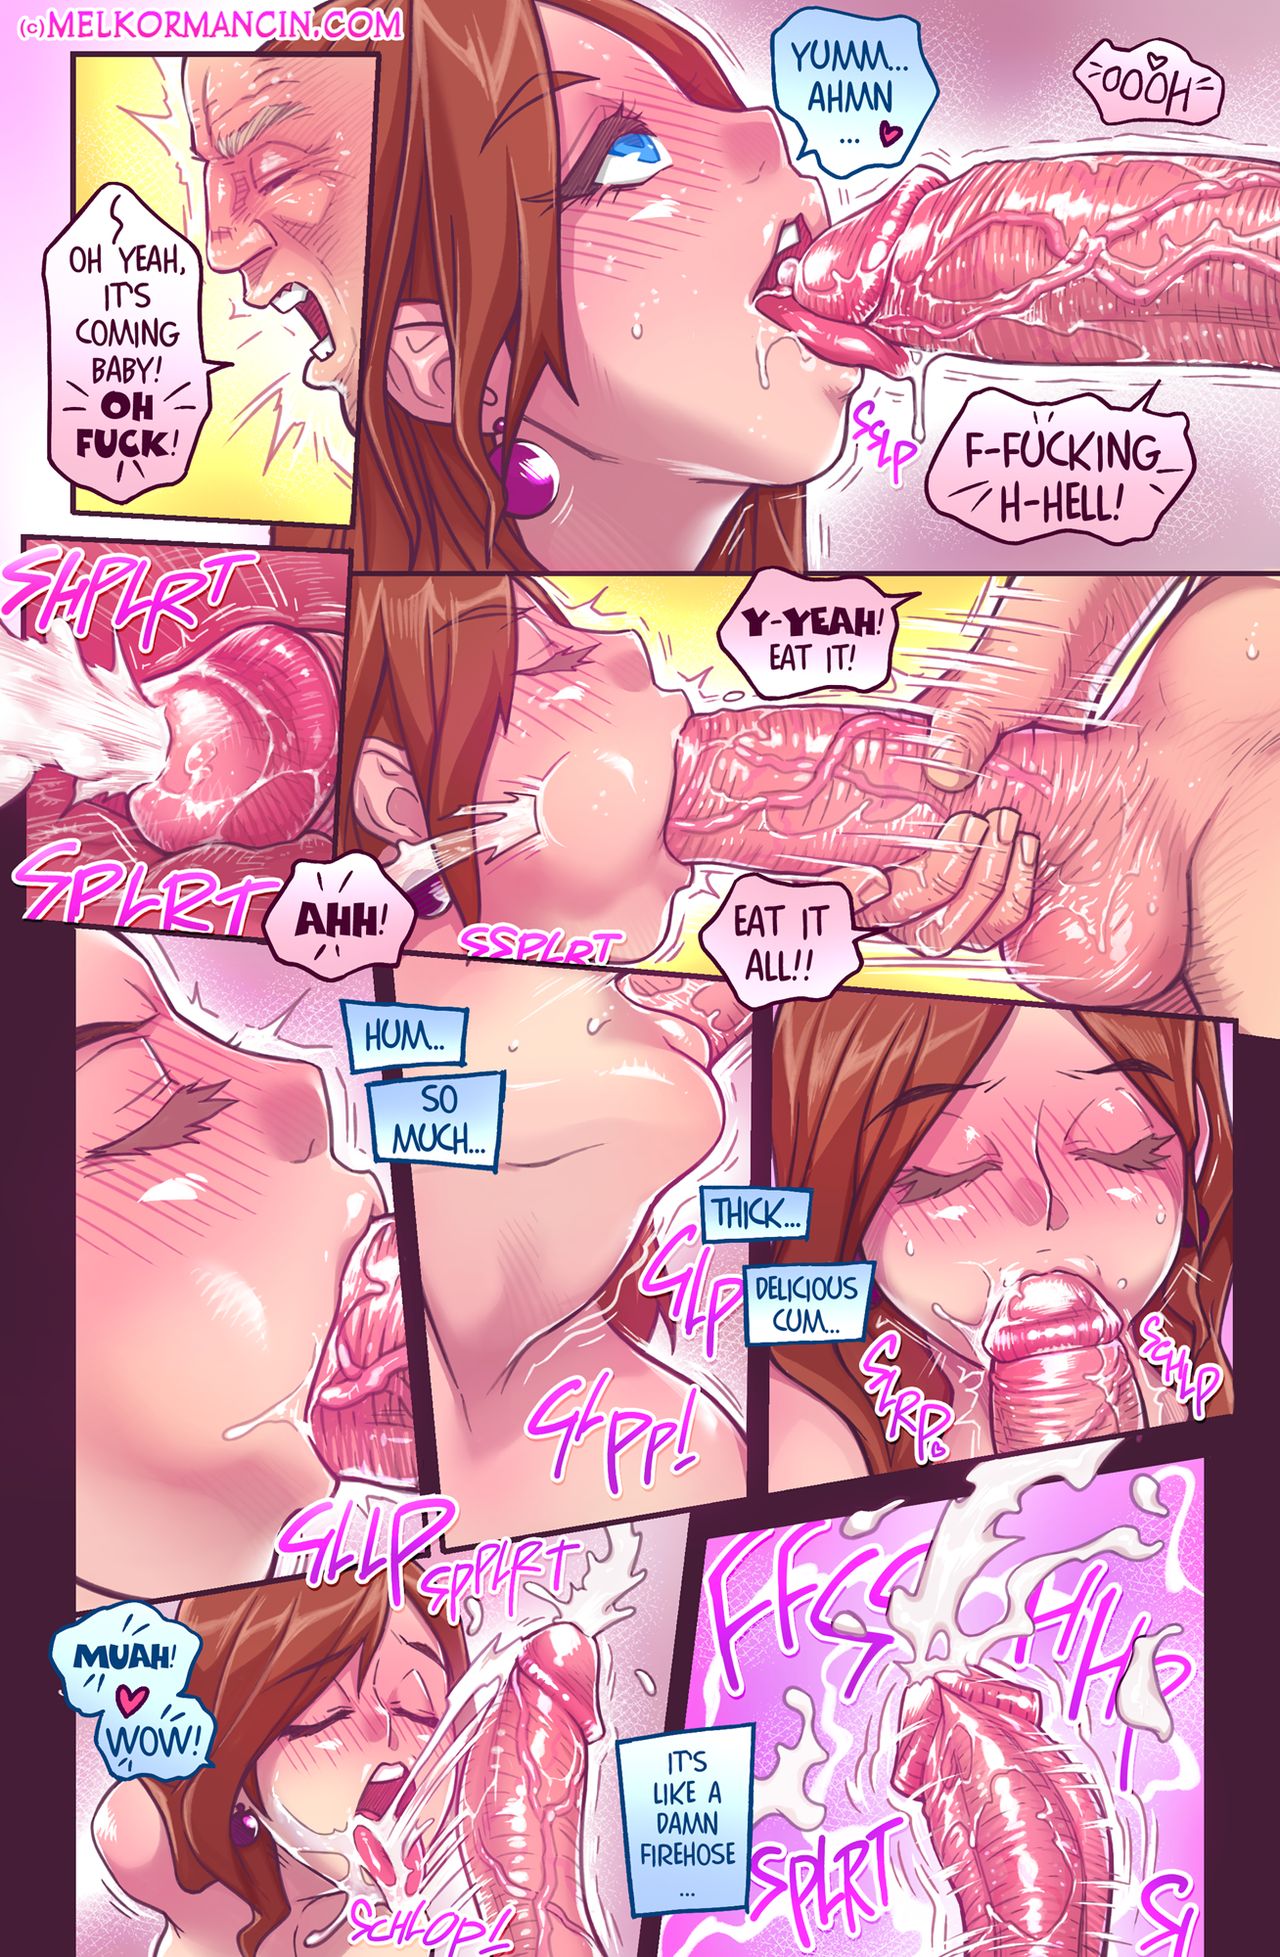 (c)MELKORMANCIN.COM
OH YEAH,
IT'S
COMING
BABY!
OH
FUCK!
YUMM...
AHMN
...
OOOH
SSLP
F-FUCKING
H-HELL!
SHPLRT
SPLRT
AHH!
Y-YEAH!
EAT IT!
EAT IT
ALL!!
SSPLRT
HUM...
SO
MUCH...
THICK...
DELICIOUS
CUM...
GLLP
GLPP!
GLP
SLRP
SCHLP
MUAH!
WOW!
SPPLRT
SCHLOP!
IT'S
LIKE A
DAMN
FIREHOSE
...
SPLRT